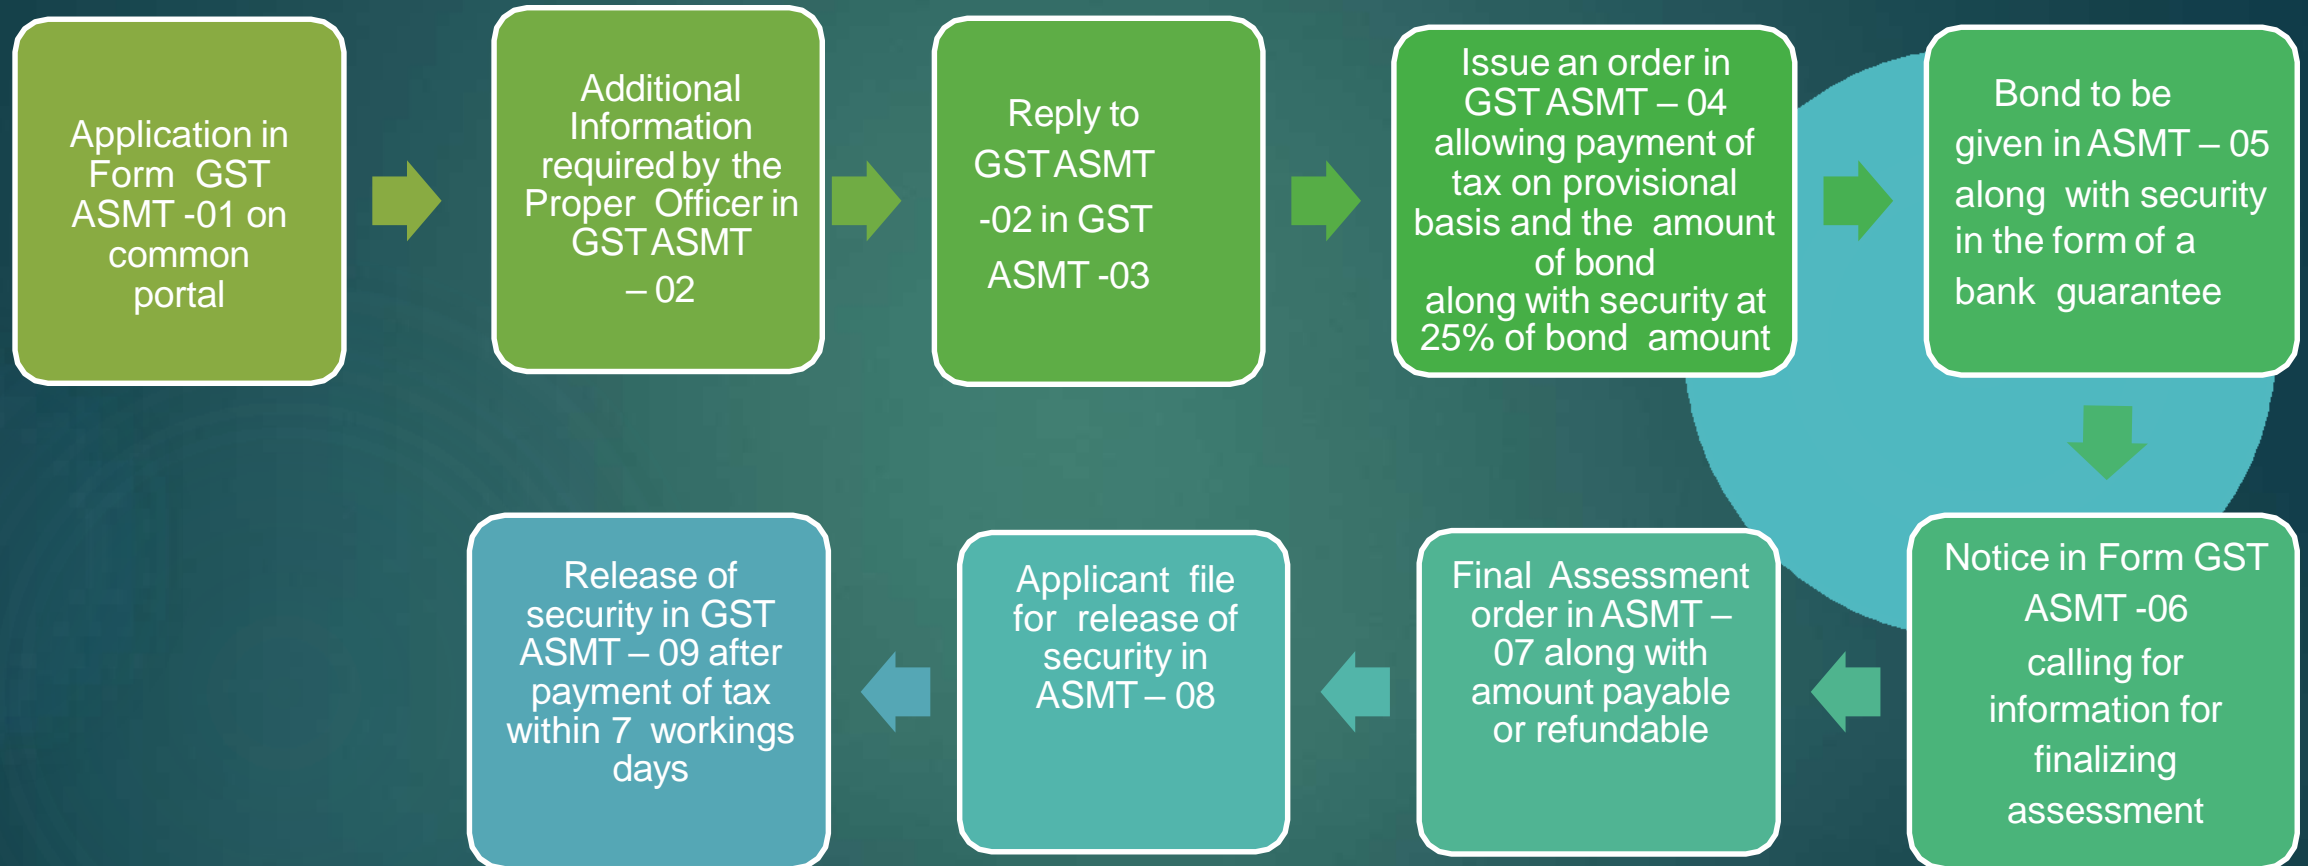 Application in
Form GST
ASMT -01 on
common
portal
Additional
Information
required by the
Proper Officer in
GST ASMT
– 02
Reply to
GST ASMT
-02 in GST
ASMT -03
Issue an order in
GST ASMT – 04
allowing payment of
tax on provisional
basis and the amount
of bond
along with security at
25% of bond amount
Bond to be
given in ASMT – 05
along with security
in the form of a
bank guarantee
Notice in Form GST
ASMT -06
calling for
information for
finalizing
assessment
Final Assessment
order in ASMT –
07 along with
amount payable
or refundable
Applicant file
for release of
security in
ASMT – 08
Release of
security in GST
ASMT – 09 after
payment of tax
within 7 workings
days